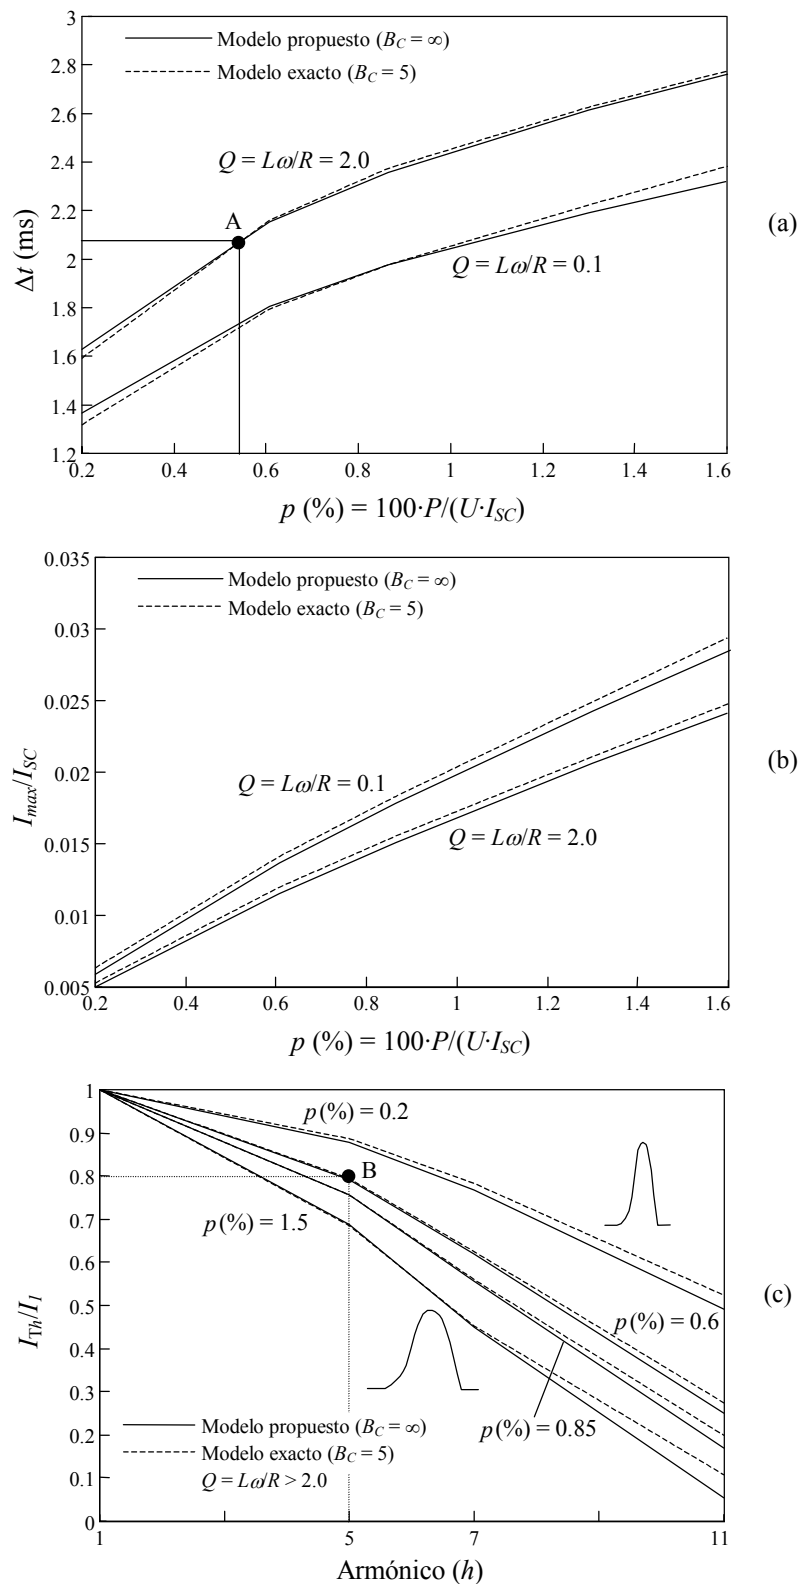 3
2.8
2.6
2.4
2.2
2
1.8
1.6
1.4
1.2
Δt (ms)
Modelo propuesto (B_C = ∞)
Modelo exacto (B_C = 5)
Q = Lω/R = 2.0
A
Q = Lω/R = 0.1
(a)
0.2 0.4 0.6 0.8 1 1.2 1.4 1.6
p (%) = 100·P/(U·I_SC)
0.035
0.03
0.025
0.02
0.015
0.01
0.005
I_max/I_SC
Modelo propuesto (B_C = ∞)
Modelo exacto (B_C = 5)
Q = Lω/R = 0.1
Q = Lω/R = 2.0
(b)
0.2 0.4 0.6 0.8 1 1.2 1.4 1.6
p (%) = 100·P/(U·I_SC)
1
0.9
0.8
0.7
0.6
0.5
0.4
0.3
0.2
0.1
0
I_Th/I_1
p(%) = 0.2
B
p(%) = 1.5
p(%) = 0.6
p(%) = 0.85
(c)
Modelo propuesto (B_C = ∞)
Modelo exacto (B_C = 5)
Q = Lω/R > 2.0
1 5 7 11
Armónico (h)